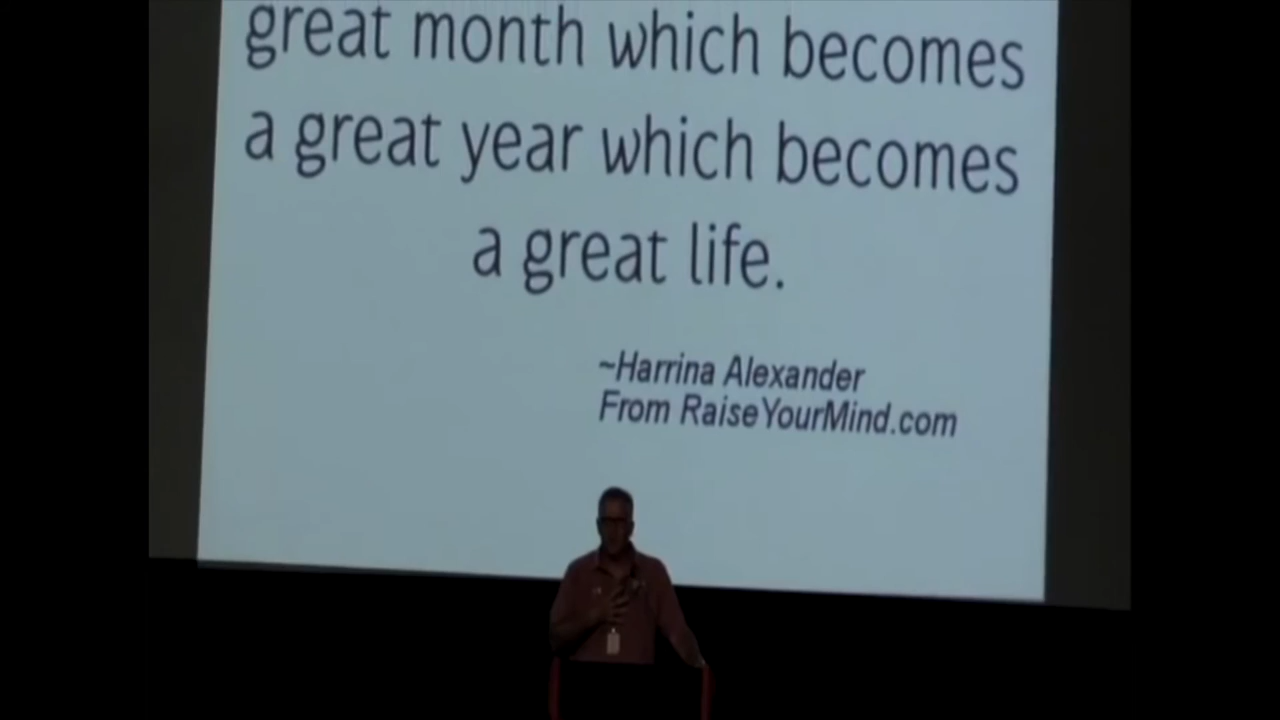 great month which becomes
a great year which becomes
a great life.
~Harrina Alexander
From RaiseYourMind.com